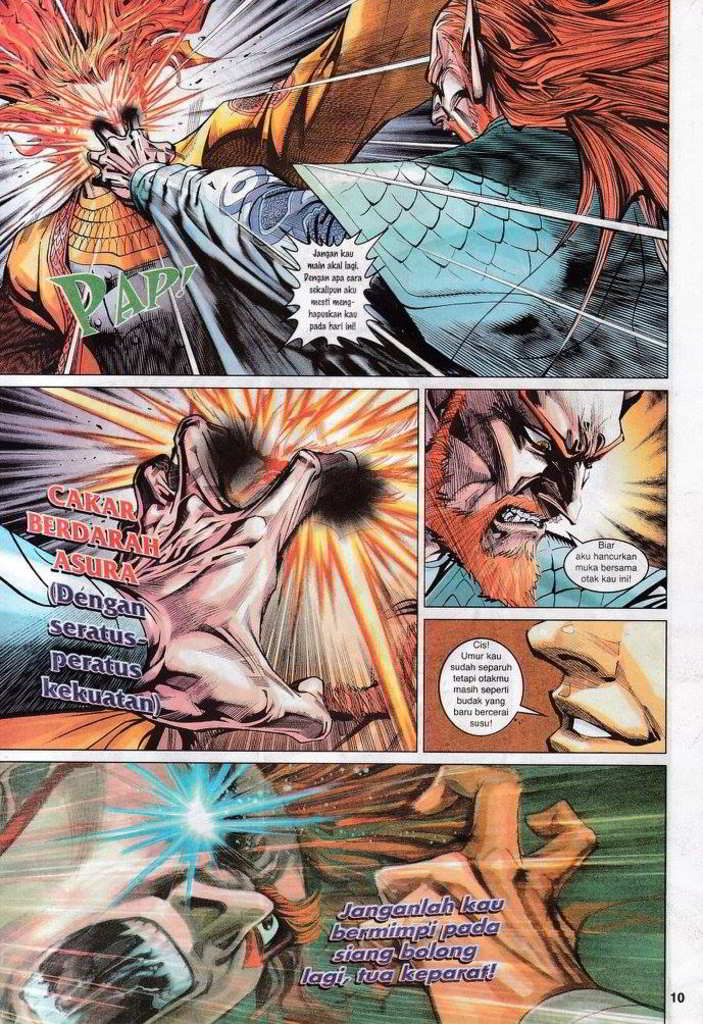 Jangan kau
main akal lagi.
Dengan apa cara
sekalipun aku
mesti meng-
hapuskan kau
pada hari ini!
PAP!
CAKAR
BERDARAH
ASURA
(Dengan
seratus-
peratus
kekuatan)
Biar
aku hancurkan
muka bersama
otak kau ini!
Cis!
Umur kau
sudah separuh
tetapi otakmu
masih seperti
budak yang
baru bercerai
susu!
Janganlah kau
bermimpi pada
siang bolong
lagi, tua keparat!
10